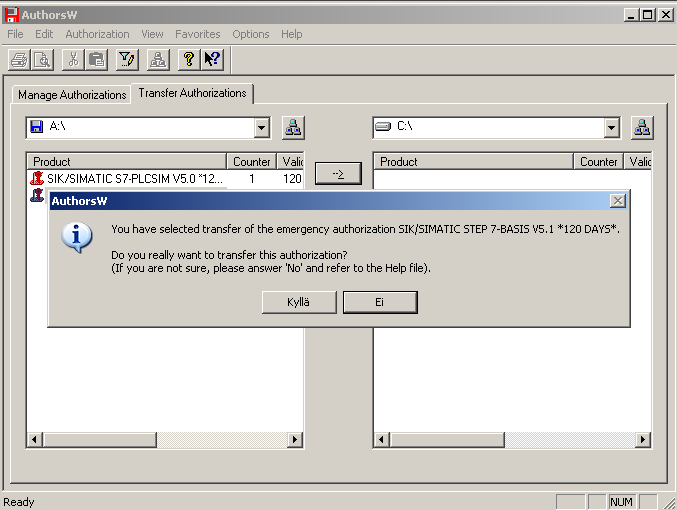 AuthorsW
File Edit Authorization View Favorites Options Help
Manage Authorizations Transfer Authorizations
A:\ C:\
Product Counter Valid Product Counter Valid
SIK/SIMATIC S7-PLCSIM V5.0 *12... 1 120
-->
AuthorsW
You have selected transfer of the emergency authorization SIK/SIMATIC STEP 7-BASIS V5.1 *120 DAYS*.
Do you really want to transfer this authorization?
(If you are not sure, please answer 'No' and refer to the Help file).
Kyllä Ei
Ready NUM